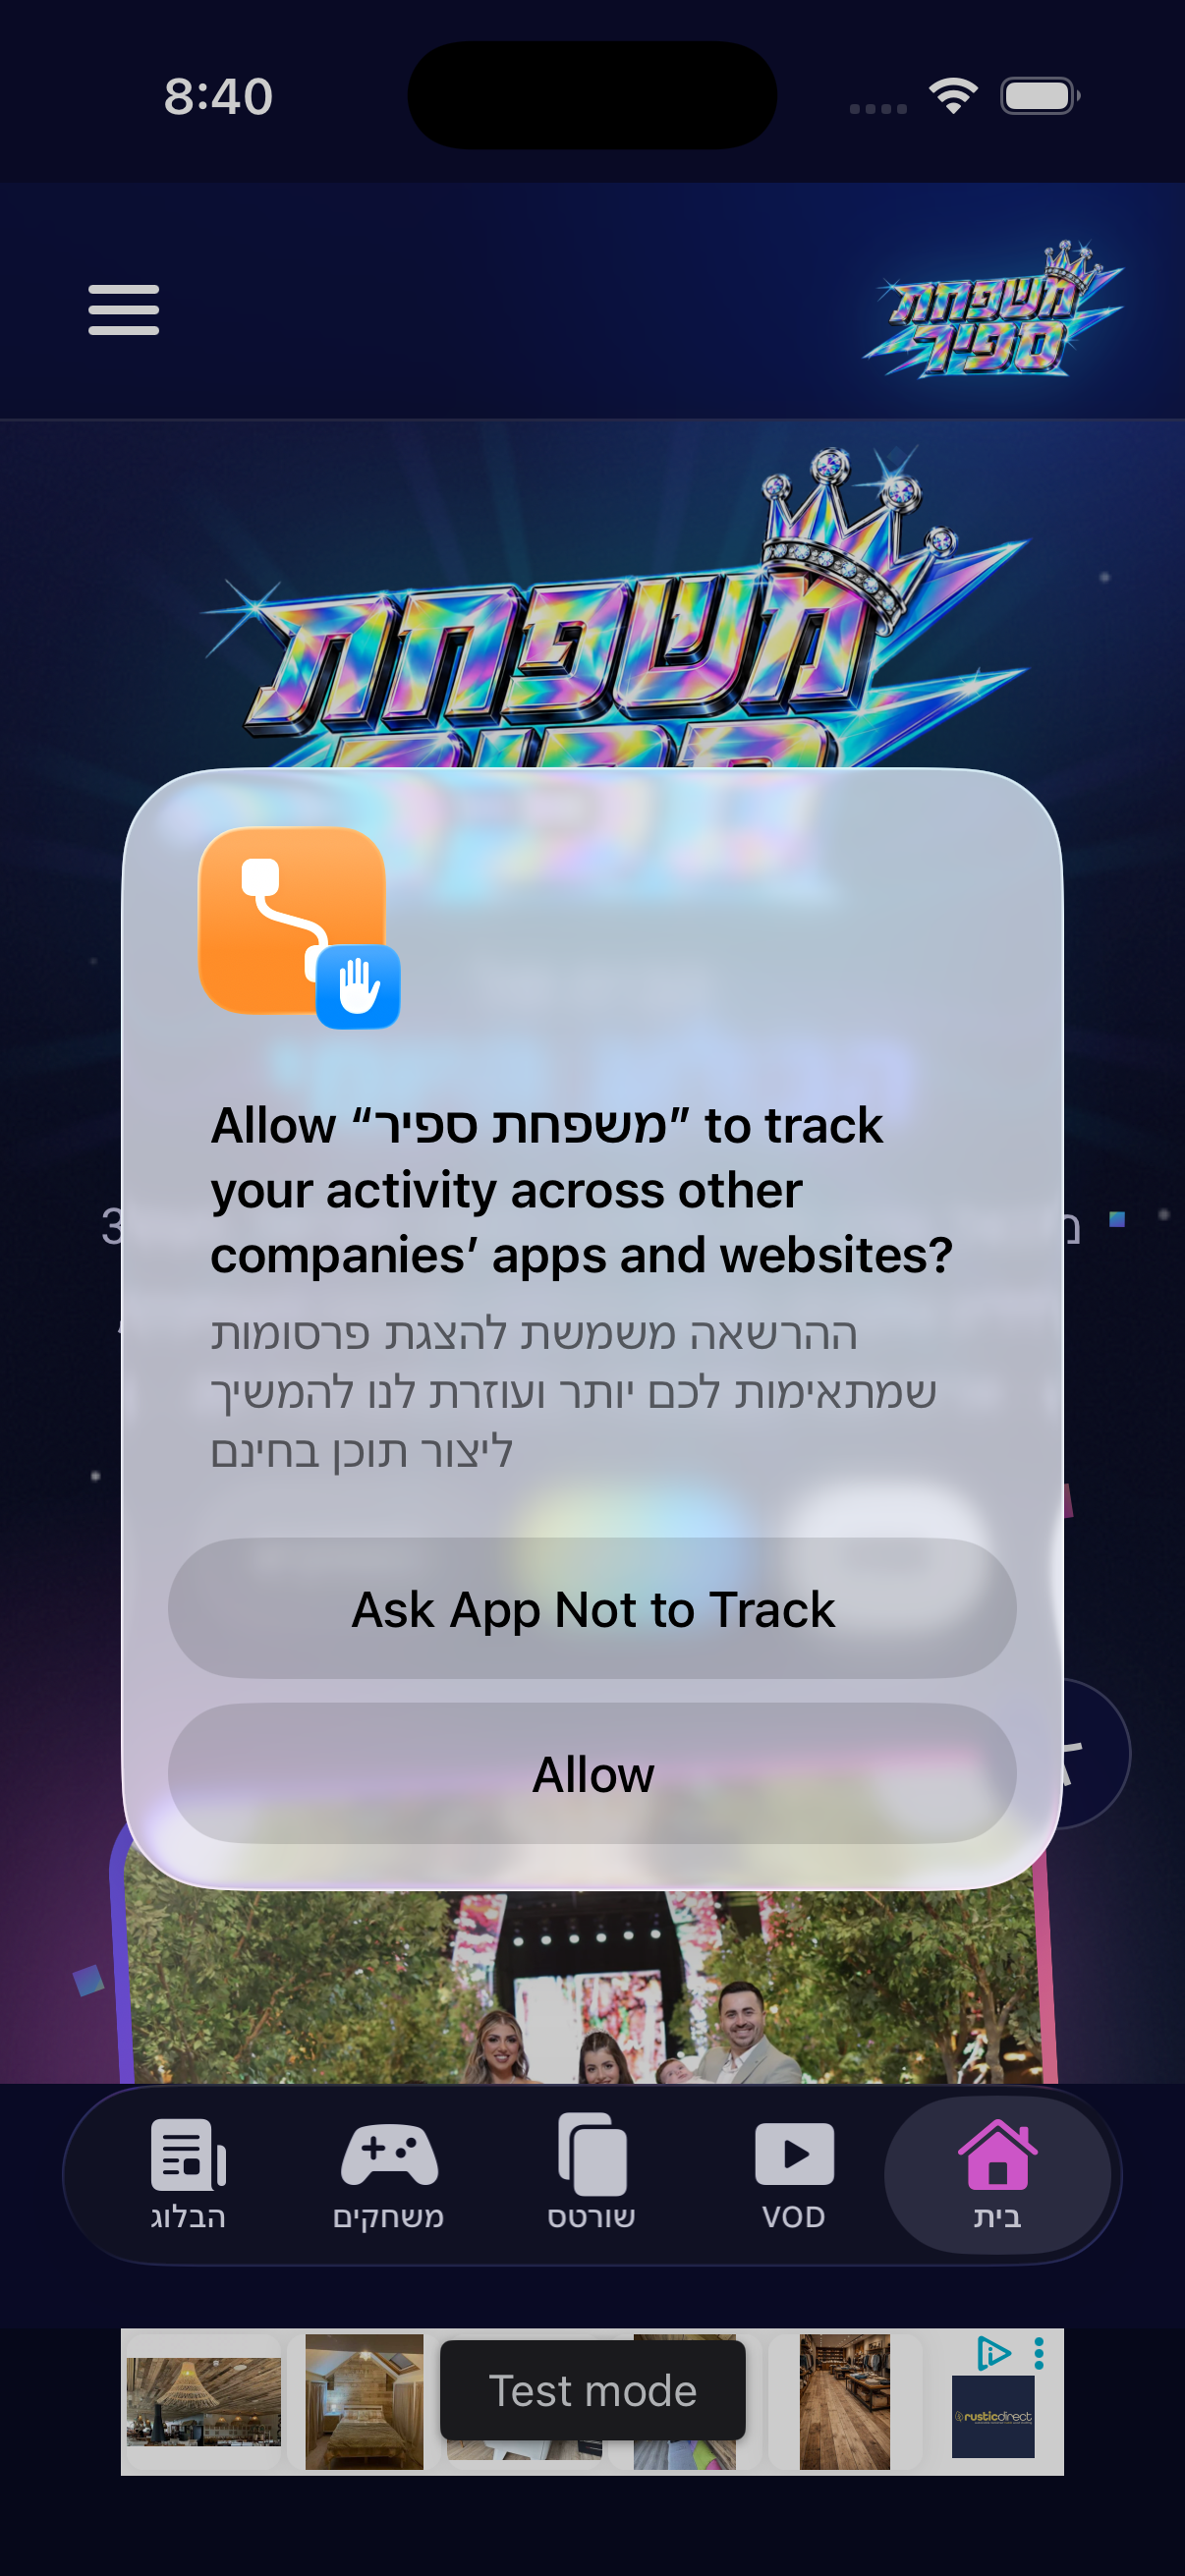 8:40
משפחת
ספיר
משפחת
Allow “משפחת ספיר” to track
your activity across other
companies’ apps and websites?
ההרשאה משמשת להצגת פרסומות
שמתאימות לכם יותר ועוזרת לנו להמשיך
ליצור תוכן בחינם
Ask App Not to Track
Allow
בית
VOD
שורטס
משחקים
הבלוג
Test mode
rusticdirect